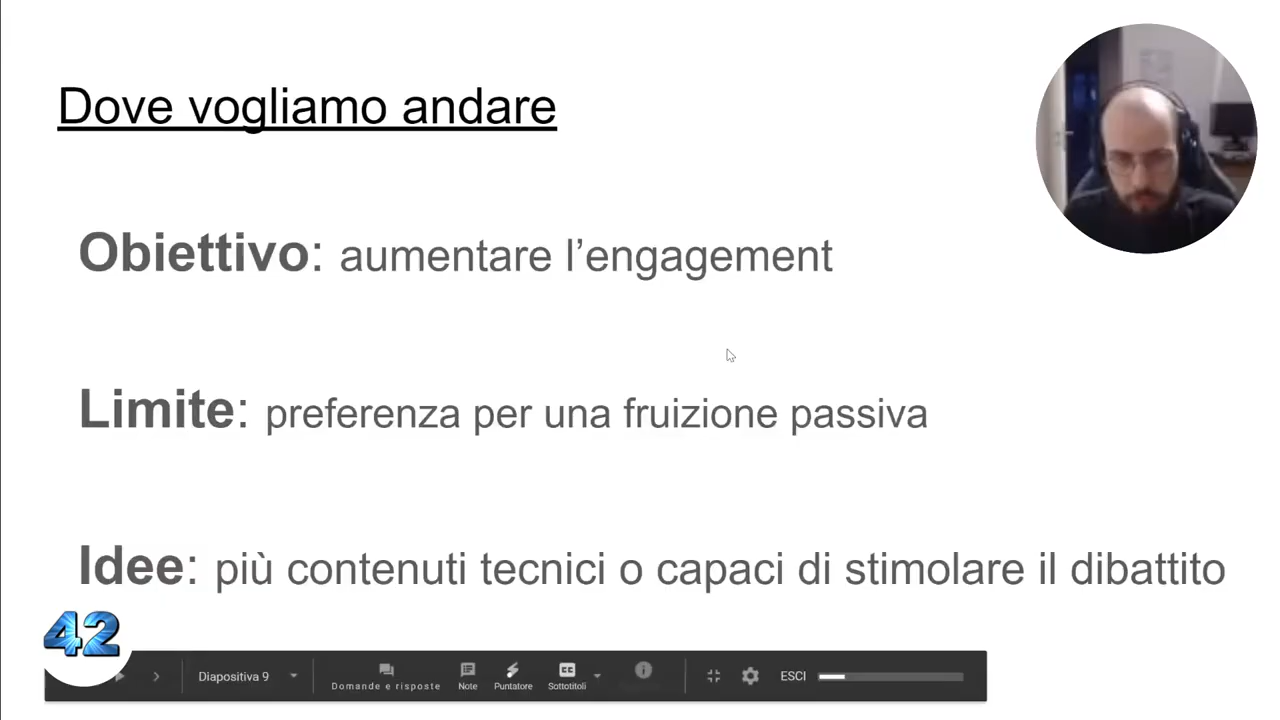 Dove vogliamo andare
Obiettivo: aumentare l’engagement
Limite: preferenza per una fruizione passiva
Idee: più contenuti tecnici o capaci di stimolare il dibattito
42
Diapositiva 9
Domande e risposte
Note
Puntatore
Sottotitoli
ESCI